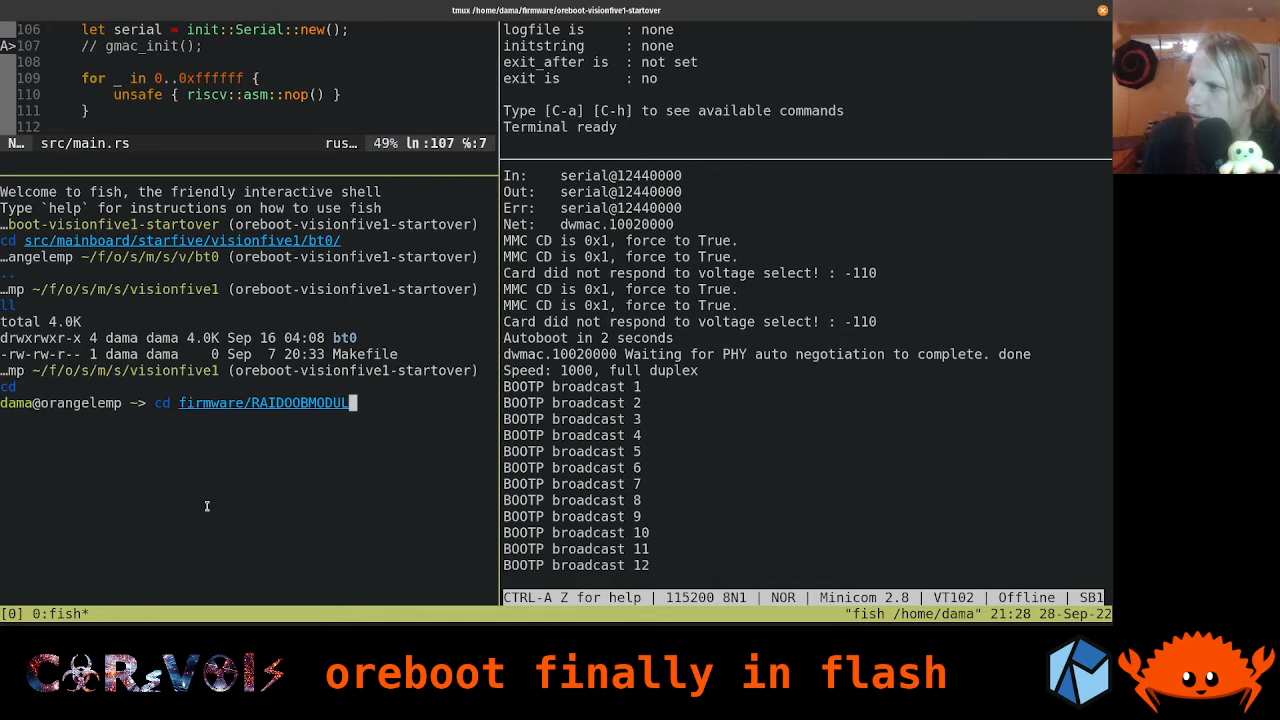 tmux /home/dama/firmware/oreboot-visionfive1-startover
106     let serial = init::Serial::new();
A>107     // gmac_init();
108
109     for _ in 0..0xffffff {
110         unsafe { riscv::asm::nop() }
111     }
112
N…  src/main.rs rus… 49% ln:107 %:7
Welcome to fish, the friendly interactive shell
Type `help` for instructions on how to use fish
…boot-visionfive1-startover (oreboot-visionfive1-startover)
cd src/mainboard/starfive/visionfive1/bt0/
…angelemp ~/f/o/s/m/s/v/bt0 (oreboot-visionfive1-startover)
..
…mp ~/f/o/s/m/s/visionfive1 (oreboot-visionfive1-startover)
ll
total 4.0K
drwxrwxr-x 4 dama dama 4.0K Sep 16 04:08 bt0
-rw-rw-r-- 1 dama dama    0 Sep  7 20:33 Makefile
…mp ~/f/o/s/m/s/visionfive1 (oreboot-visionfive1-startover)
cd
dama@orangelemp ~> cd firmware/RAIDOOBMODUL
logfile is     : none
initstring     : none
exit_after is  : not set
exit is        : no
Type [C-a] [C-h] to see available commands
Terminal ready
In:    serial@12440000
Out:   serial@12440000
Err:   serial@12440000
Net:   dwmac.10020000
MMC CD is 0x1, force to True.
MMC CD is 0x1, force to True.
Card did not respond to voltage select! : -110
MMC CD is 0x1, force to True.
MMC CD is 0x1, force to True.
Card did not respond to voltage select! : -110
Autoboot in 2 seconds
dwmac.10020000 Waiting for PHY auto negotiation to complete. done
Speed: 1000, full duplex
BOOTP broadcast 1
BOOTP broadcast 2
BOOTP broadcast 3
BOOTP broadcast 4
BOOTP broadcast 5
BOOTP broadcast 6
BOOTP broadcast 7
BOOTP broadcast 8
BOOTP broadcast 9
BOOTP broadcast 10
BOOTP broadcast 11
BOOTP broadcast 12
CTRL-A Z for help | 115200 8N1 | NOR | Minicom 2.8 | VT102 | Offline | SB1
[0] 0:fish* "fish /home/dama" 21:28 28-Sep-22
oreboot finally in flash